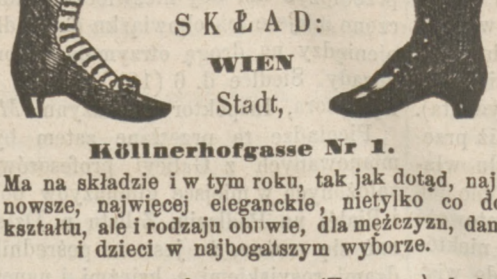 SKŁAD:
WIEN
Stadt,
Köllnerhofgasse Nr 1.
Ma na składzie i w tym roku, tak jak dotąd, naj
nowsze, najwięcej eleganckie, nietylko co do
kształtu, ale i rodzaju obuwie, dla mężczyzn, dam
i dzieci w najbogatszym wyborze.